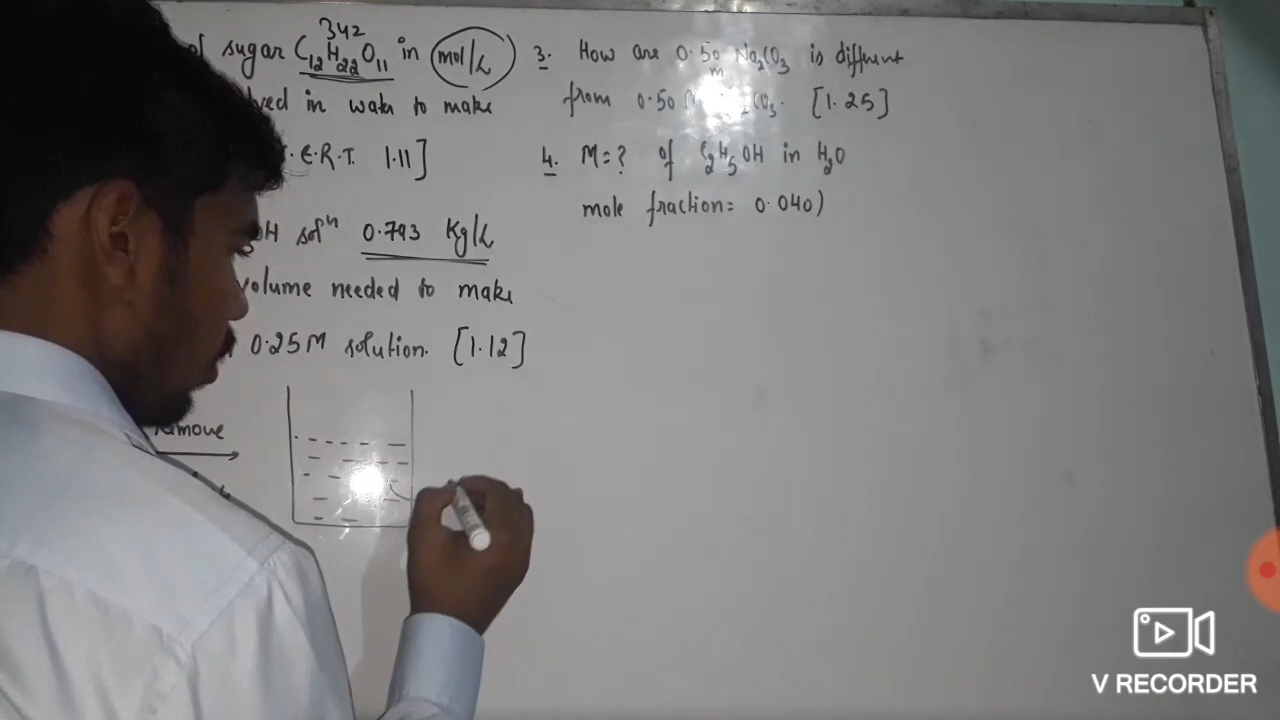 of sugar C₁₂H₂₂O₁₁ in mol/L
342
in water to make
E.R.T. 1.11]
OH solⁿ 0.793 Kg/L
volume needed to make
0.25M solution. [1.12]
Remove
3. How are 0.50 Na₂CO₃ is different
m
from 0.50 M [1.25]
4. M=? of C₂H₅OH in H₂O
mole fraction= 0.040)
V RECORDER